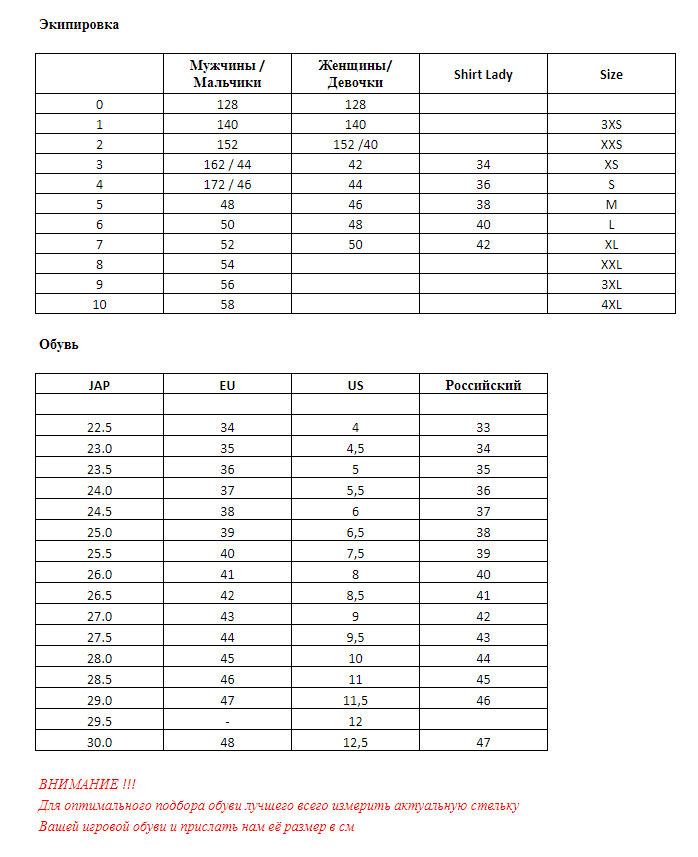 Экипировка
Мужчины / Мальчики Женщины/ Девочки Shirt Lady Size
0 128 128
1 140 140 3XS
2 152 152 /40 XXS
3 162 / 44 42 34 XS
4 172 / 46 44 36 S
5 48 46 38 M
6 50 48 40 L
7 52 50 42 XL
8 54 XXL
9 56 3XL
10 58 4XL
Обувь
JAP EU US Российский
22.5 34 4 33
23.0 35 4,5 34
23.5 36 5 35
24.0 37 5,5 36
24.5 38 6 37
25.0 39 6,5 38
25.5 40 7,5 39
26.0 41 8 40
26.5 42 8,5 41
27.0 43 9 42
27.5 44 9,5 43
28.0 45 10 44
28.5 46 11 45
29.0 47 11,5 46
29.5 - 12
30.0 48 12,5 47
ВНИМАНИЕ !!!
Для оптимального подбора обуви лучшего всего измерить актуальную стельку
Вашей игровой обуви и прислать нам её размер в см